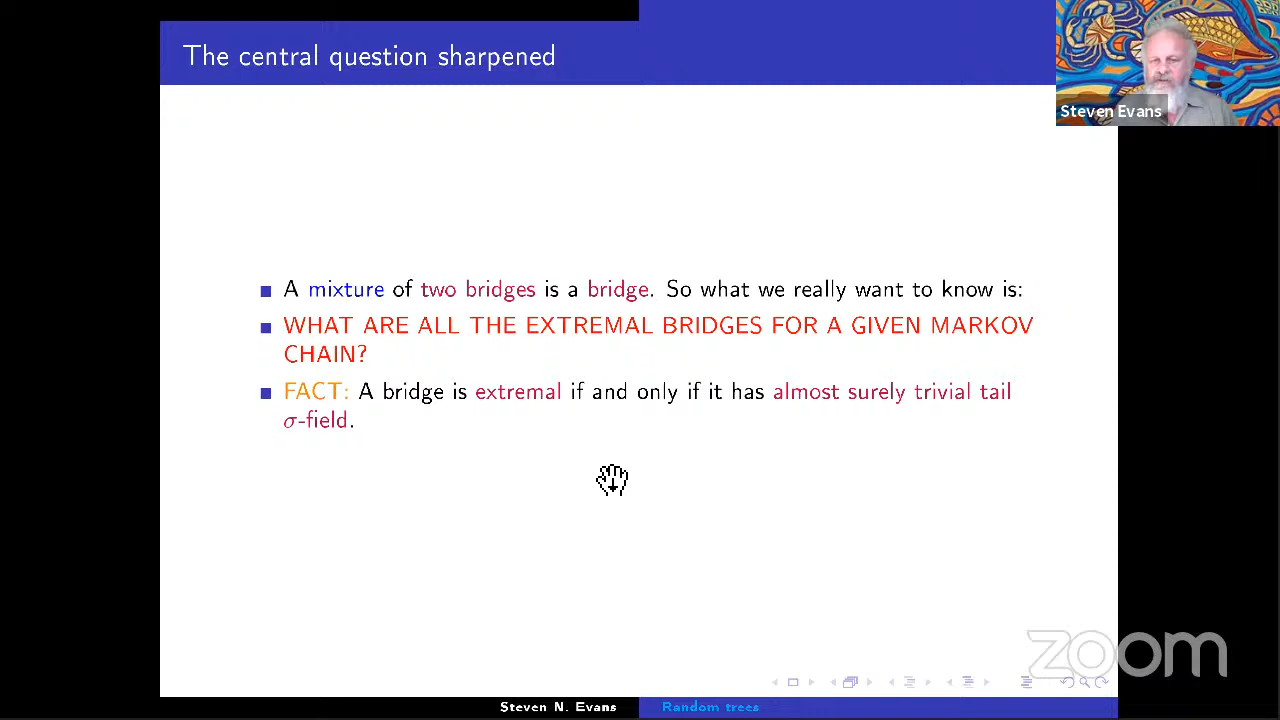 The central question sharpened
Steven Evans
A mixture of two bridges is a bridge. So what we really want to know is:
WHAT ARE ALL THE EXTREMAL BRIDGES FOR A GIVEN MARKOV
CHAIN?
FACT: A bridge is extremal if and only if it has almost surely trivial tail
σ-field.
zoom
Steven N. Evans
Random trees